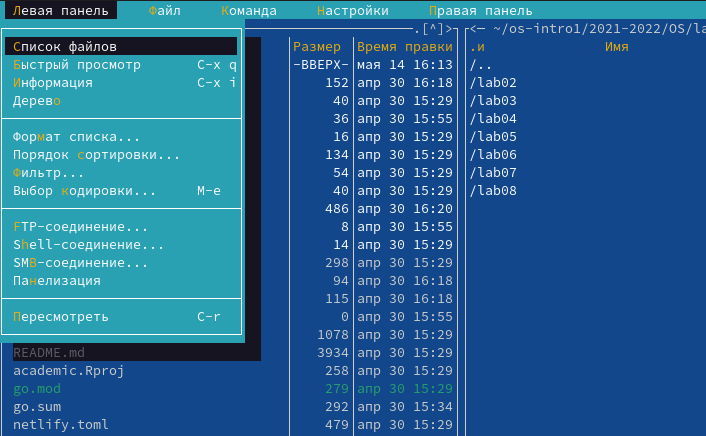 Левая панель Файл Команда Настройки Правая панель
.[^]> <— ~/os-intro1/2021-2022/OS/la
Список файлов Размер Время правки .и Имя
Быстрый просмотр C-x q -ВВЕРХ- мая 14 16:13 /..
Информация C-x i 152 апр 30 16:18 /lab02
Дерево 40 апр 30 15:29 /lab03
36 апр 30 15:55 /lab04
Формат списка... 16 апр 30 15:29 /lab05
Порядок сортировки... 134 апр 30 15:29 /lab06
Фильтр... 54 апр 30 15:29 /lab07
Выбор кодировки... M-e 40 апр 30 15:29 /lab08
486 апр 30 16:20
FTP-соединение... 8 апр 30 15:55
Shell-соединение... 14 апр 30 15:29
SMB-соединение... 298 апр 30 15:29
Панелизация 94 апр 30 16:18
115 апр 30 16:18
Пересмотреть C-r 0 апр 30 15:55
1078 апр 30 15:29
README.md 3934 апр 30 15:29
academic.Rproj 258 апр 30 15:29
go.mod 279 апр 30 15:29
go.sum 292 апр 30 15:34
netlify.toml 479 апр 30 15:29